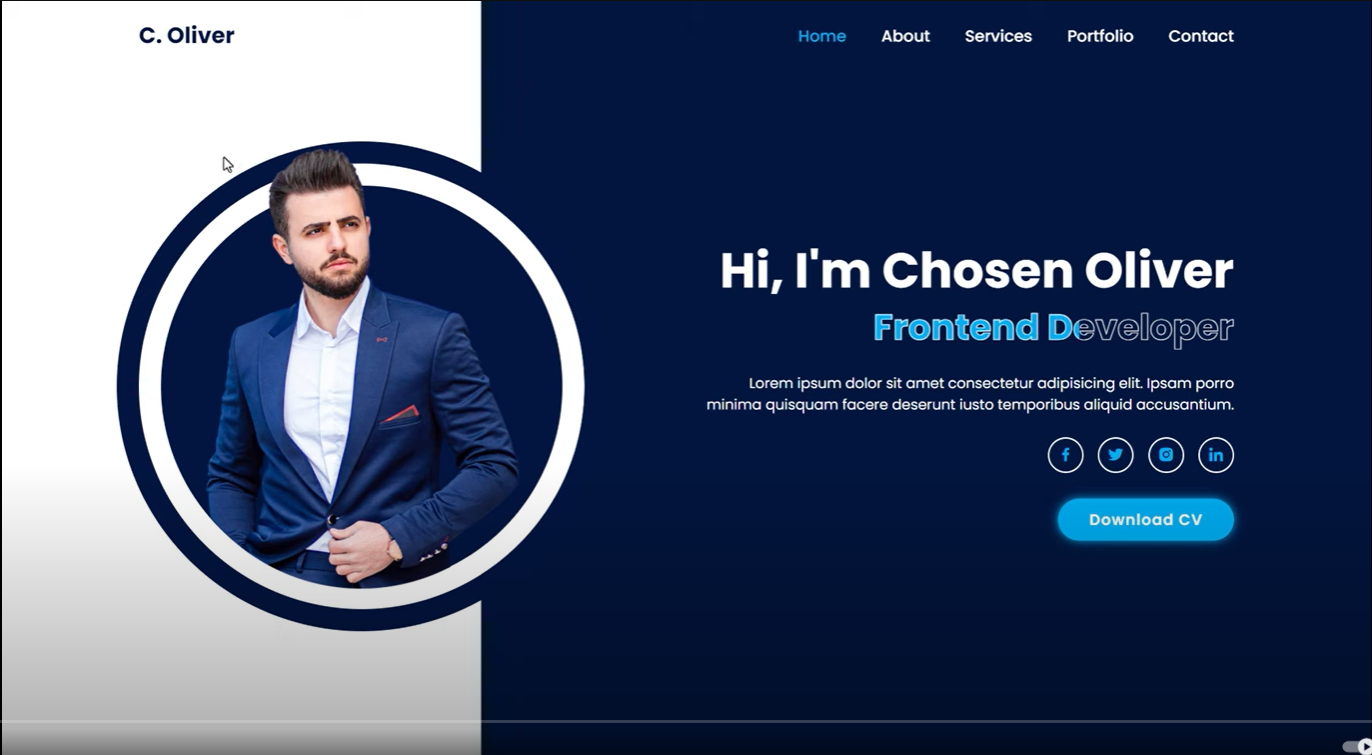 C. Oliver
Home About Services Portfolio Contact
Hi, I'm Chosen Oliver
Frontend Developer
Lorem ipsum dolor sit amet consectetur adipisicing elit. Ipsam porro
minima quisquam facere deserunt iusto temporibus aliquid accusantium.
Download CV